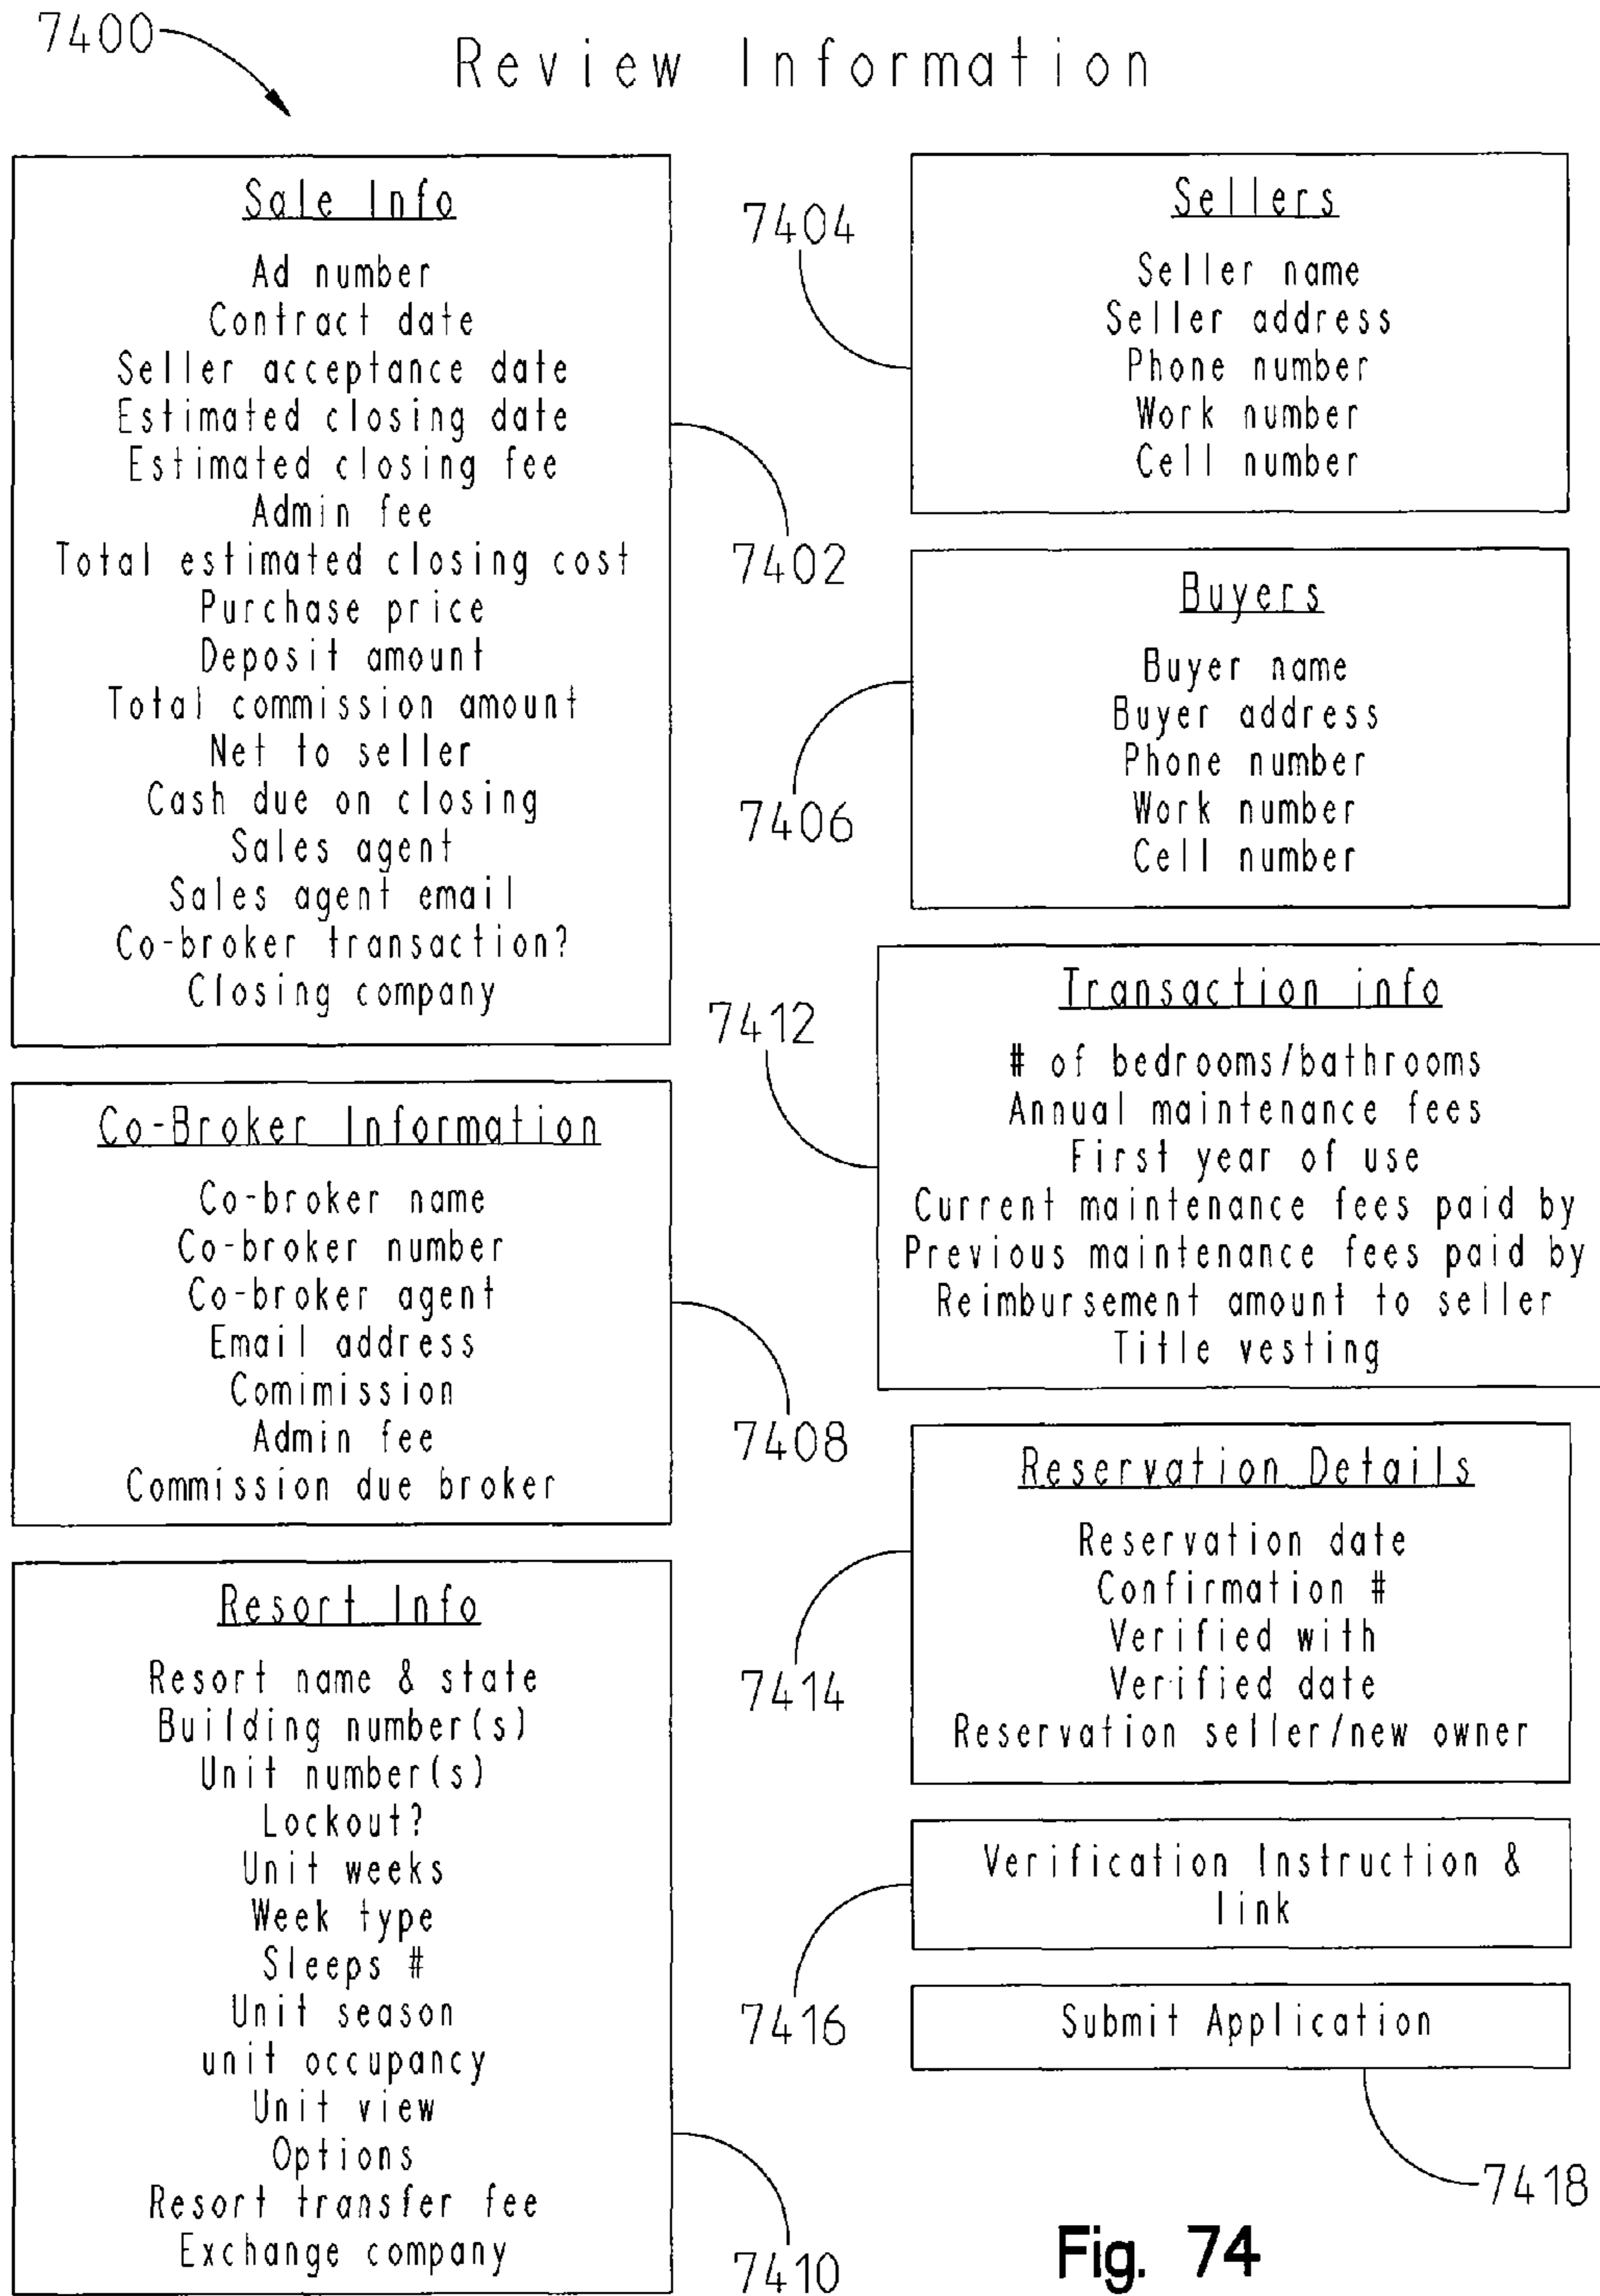 7400
Review Information
Sale Info
Ad number
Contract date
Seller acceptance date
Estimated closing date
Estimated closing fee
Admin fee
Total estimated closing cost
Purchase price
Deposit amount
Total commission amount
Net to seller
Cash due on closing
Sales agent
Sales agent email
Co-broker transaction?
Closing company
7402
Co-Broker Information
Co-broker name
Co-broker number
Co-broker agent
Email address
Comimission
Admin fee
Commission due broker
7408
Resort Info
Resort name & state
Building number(s)
Unit number(s)
Lockout?
Unit weeks
Week type
Sleeps #
Unit season
unit occupancy
Unit view
Options
Resort transfer fee
Exchange company
7410
7404
Sellers
Seller name
Seller address
Phone number
Work number
Cell number
7406
Buyers
Buyer name
Buyer address
Phone number
Work number
Cell number
7412
Transaction info
# of bedrooms/bathrooms
Annual maintenance fees
First year of use
Current maintenance fees paid by
Previous maintenance fees paid by
Reimbursement amount to seller
Title vesting
7414
Reservation Details
Reservation date
Confirmation #
Verified with
Verified date
Reservation seller/new owner
7416
Verification Instruction &
link
Submit Application
7418
Fig. 74